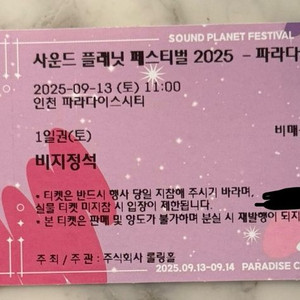 SOUND PLANET FESTIVAL
사운드 플래닛 페스티벌 2025 - 파라다
2025-09-13 (토) 11:00
인천 파라다이스시티
1일권(토)
비매
비지정석
* 티켓은 반드시 행사 당일 지참해 주시기 바라며,
실물 티켓 미지참 시 입장이 제한됩니다.
* 본 티켓은 판매 및 양도가 불가하며 분실 시 재발행이 되지
주최 / 주관 : 주식회사 롤링홀
2025.09.13-09.14 PARADISE C